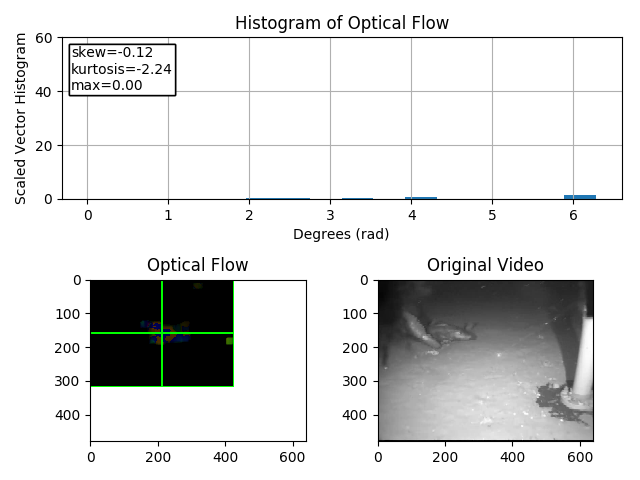 Histogram of Optical Flow
Scaled Vector Histogram
60
40
20
0
skew=-0.12
kurtosis=-2.24
max=0.00
0 1 2 3 4 5 6
Degrees (rad)
Optical Flow
0
100
200
300
400
0 200 400 600
Original Video
0
100
200
300
400
0 200 400 600